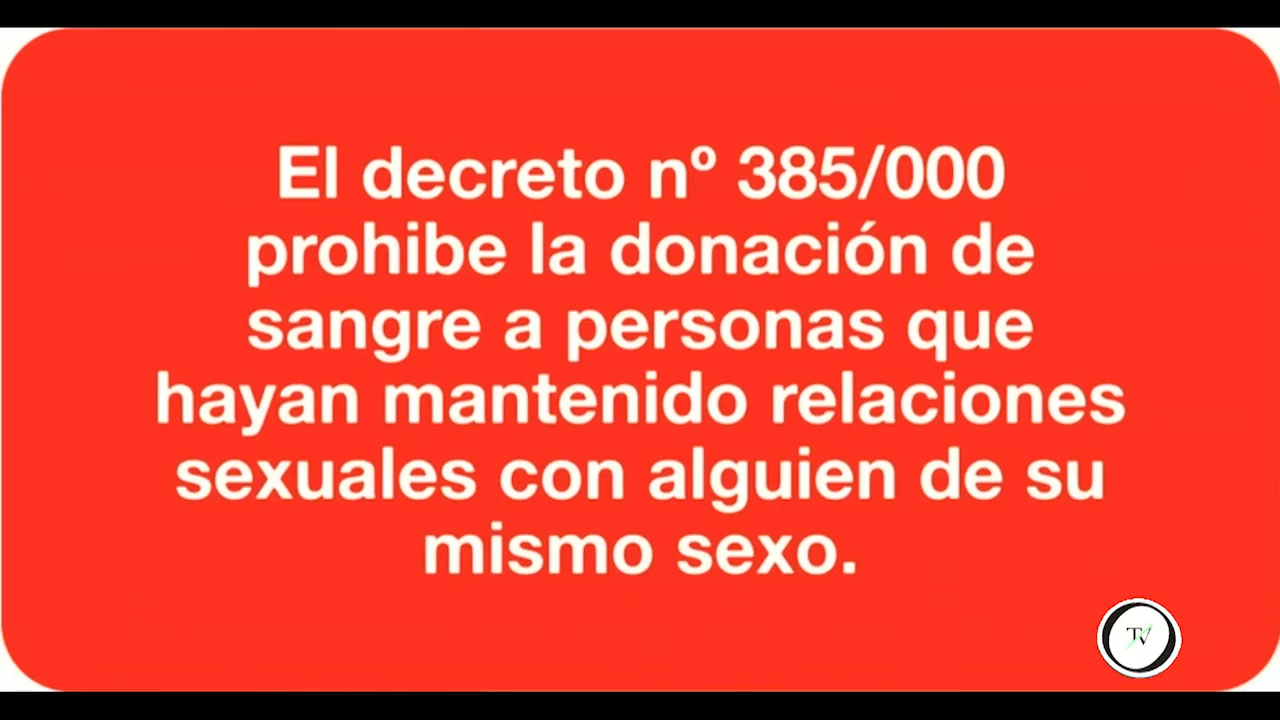 El decreto nº 385/000
prohibe la donación de
sangre a personas que
hayan mantenido relaciones
sexuales con alguien de su
mismo sexo.
TV